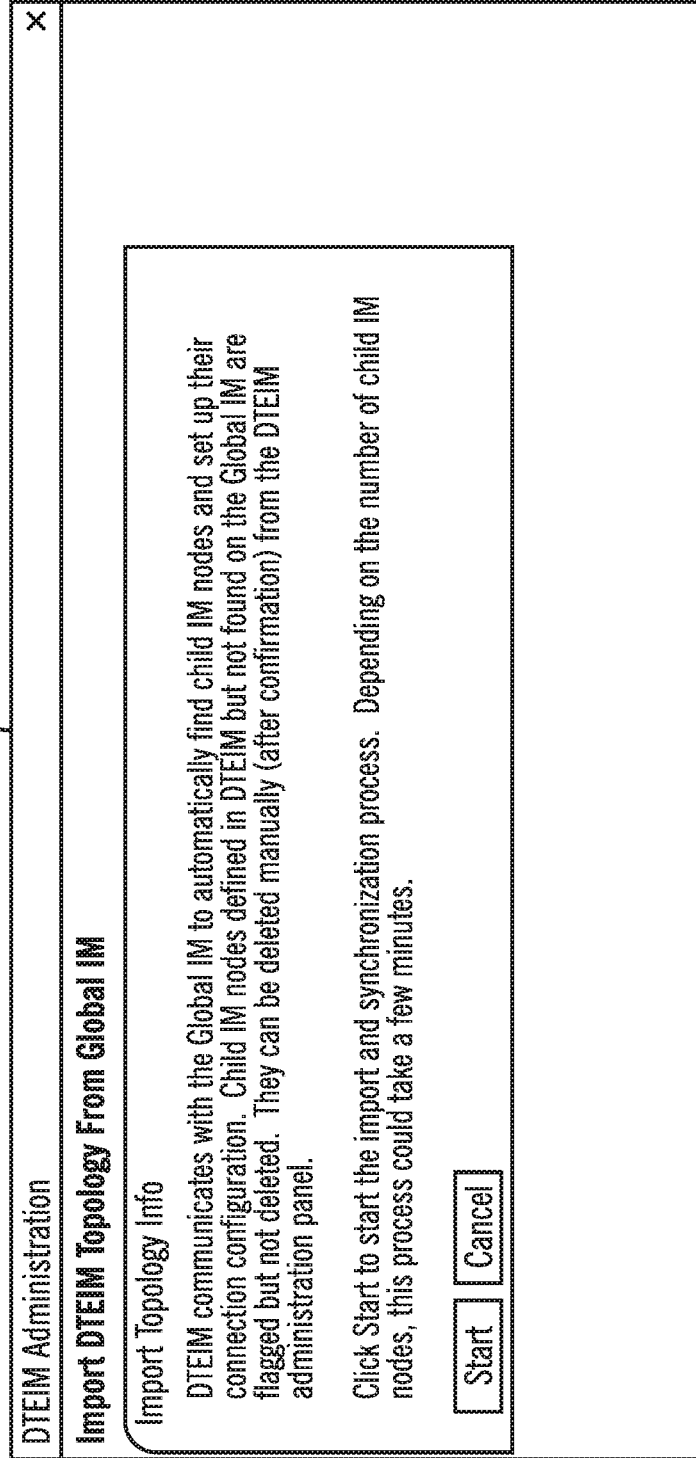 DTEIM Administration X
Import DTEIM Topology From Global IM
Import Topology Info
DTEIM communicates with the Global IM to automatically find child IM nodes and set up their
connection configuration. Child IM nodes defined in DTEIM but not found on the Global IM are
flagged but not deleted. They can be deleted manually (after confirmation) from the DTEIM
administration panel.
Click Start to start the import and synchronization process. Depending on the number of child IM
nodes, this process could take a few minutes.
Start Cancel